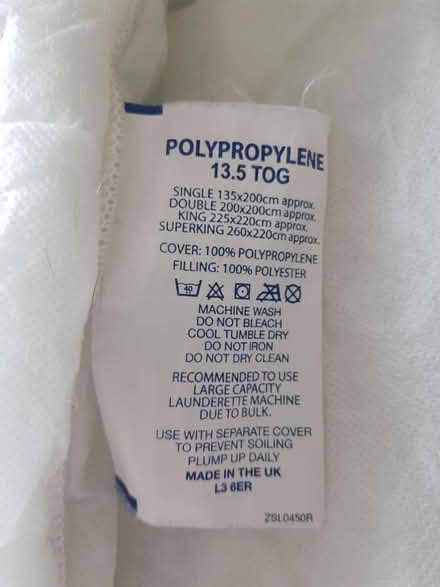 POLYPROPYLENE
13.5 TOG
SINGLE 135x200cm approx.
DOUBLE 200x200cm approx.
KING 225x220cm approx.
SUPERKING 260x220cm approx.
COVER: 100% POLYPROPYLENE
FILLING: 100% POLYESTER
40
MACHINE WASH
DO NOT BLEACH
COOL TUMBLE DRY
DO NOT IRON
DO NOT DRY CLEAN
RECOMMENDED TO USE
LARGE CAPACITY
LAUNDERETTE MACHINE
DUE TO BULK.
USE WITH SEPARATE COVER
TO PREVENT SOILING
PLUMP UP DAILY
MADE IN THE UK
L3 6ER
ZSL0450R